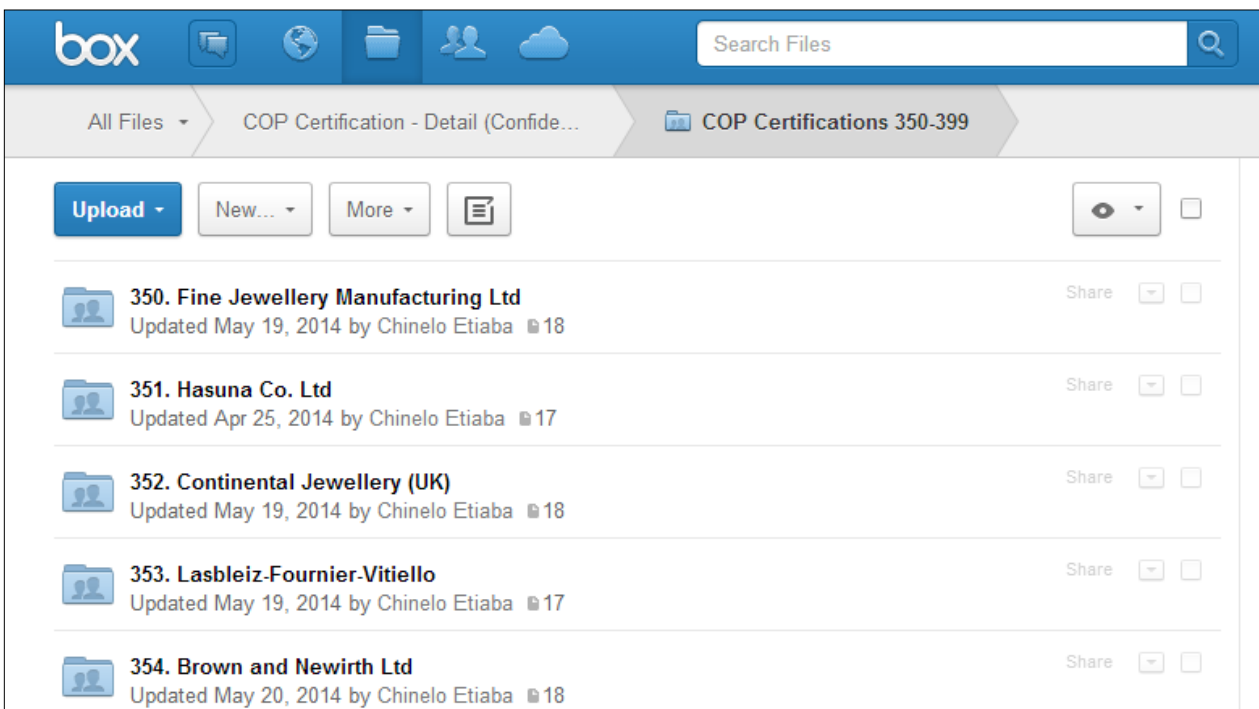 box
Search Files
All Files
COP Certification - Detail (Confide...
COP Certifications 350-399
Upload
New...
More
350. Fine Jewellery Manufacturing Ltd
Share
Updated May 19, 2014 by Chinelo Etiaba 18
351. Hasuna Co. Ltd
Share
Updated Apr 25, 2014 by Chinelo Etiaba 17
352. Continental Jewellery (UK)
Share
Updated May 19, 2014 by Chinelo Etiaba 18
353. Lasbleiz-Fournier-Vitiello
Share
Updated May 19, 2014 by Chinelo Etiaba 17
354. Brown and Newirth Ltd
Share
Updated May 20, 2014 by Chinelo Etiaba 18